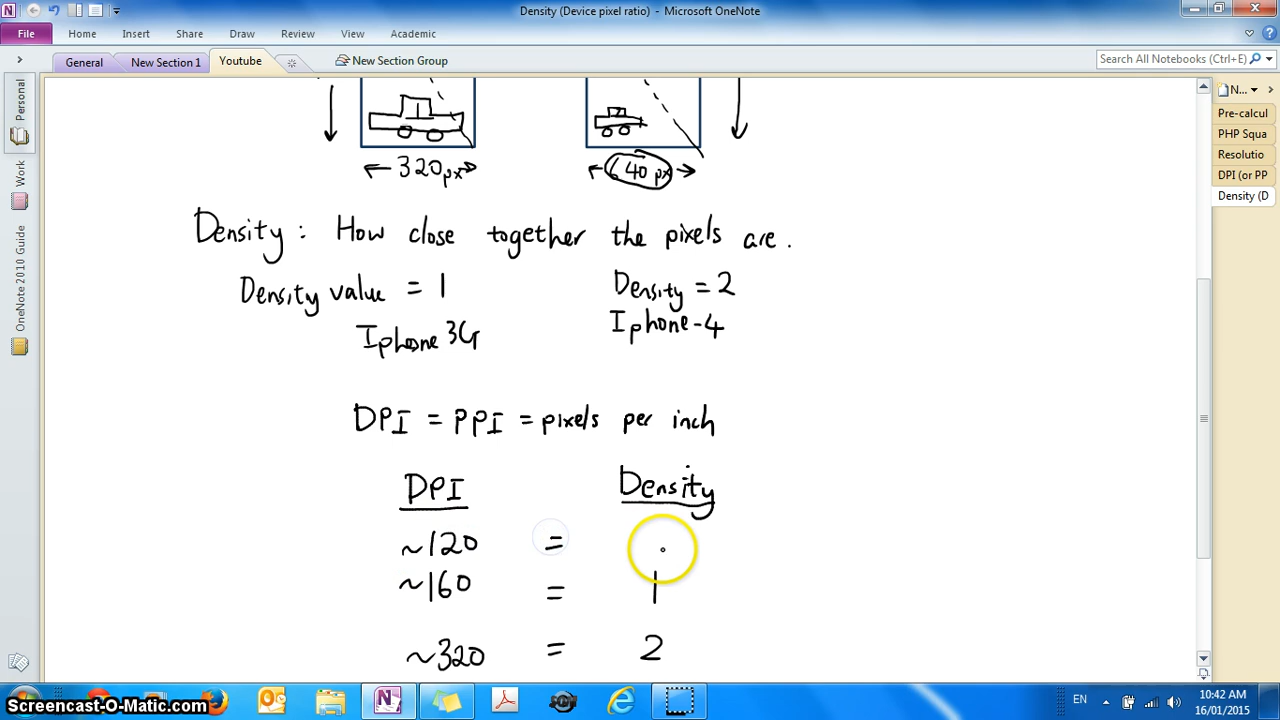 Density (Device pixel ratio) - Microsoft OneNote
File Home Insert Share Draw Review View Academic
General New Section 1 Youtube New Section Group Search All Notebooks (Ctrl+E)
Personal
Work
OneNote 2010 Guide
N...
Pre-calcul
PHP Squa
Resolutio
DPI (or PP
Density (D
320px 640 px
Density : How close together the pixels are.
Density value = 1 Density = 2
Iphone 3G Iphone-4
DPI = PPI = pixels per inch
DPI Density
~120 =
~160 = 1
~320 = 2
Screencast-O-Matic.com
EN
10:42 AM
16/01/2015